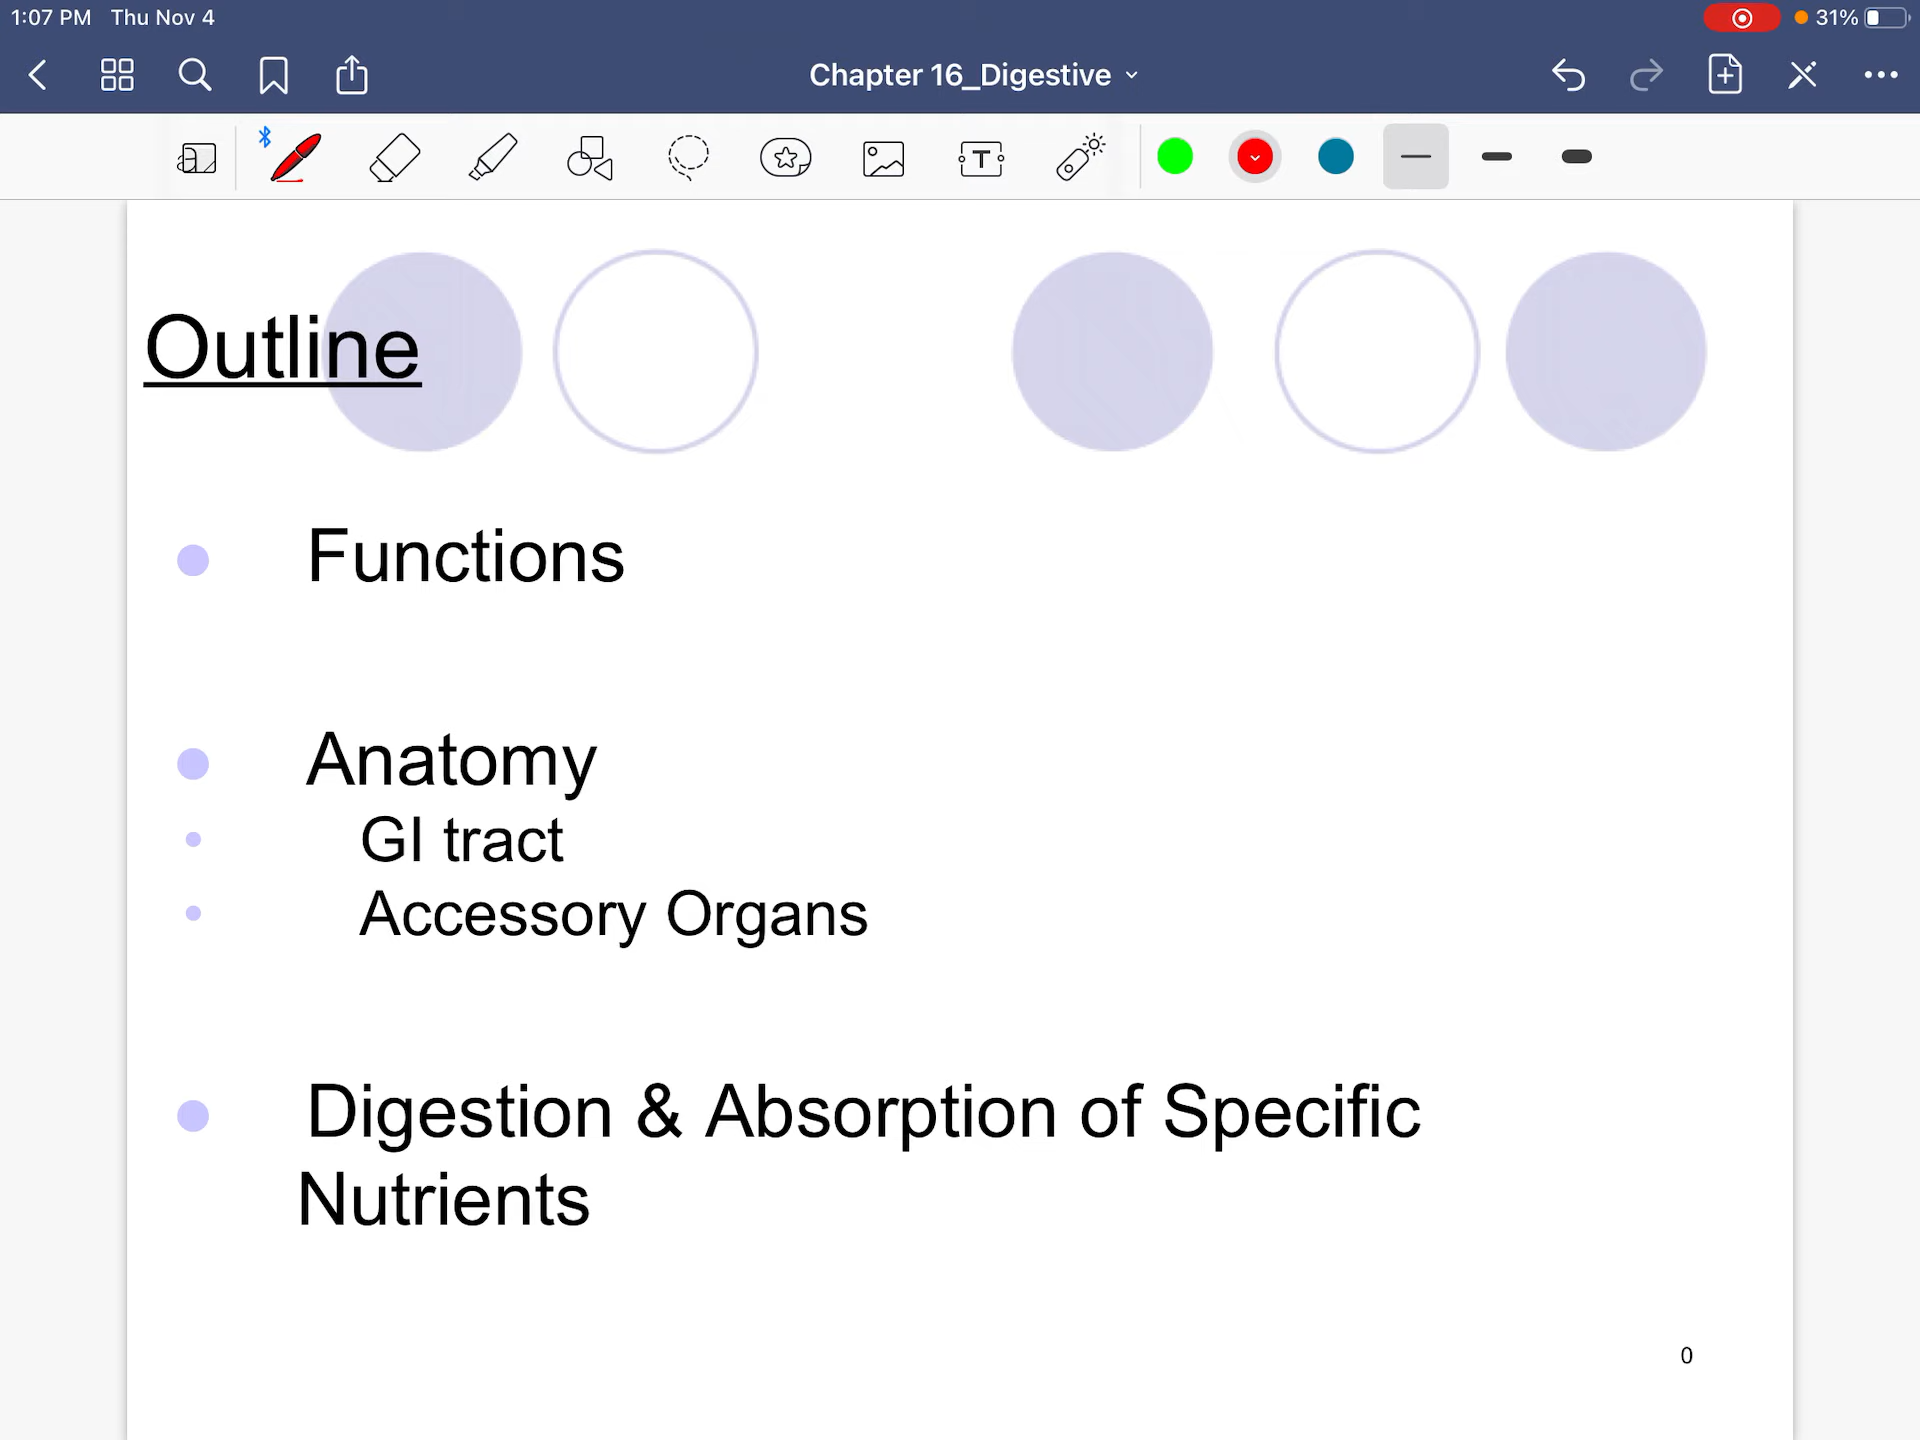 1:07 PM Thu Nov 4
31%
Chapter 16_Digestive
Outline
Functions
Anatomy
GI tract
Accessory Organs
Digestion & Absorption of Specific
Nutrients
0